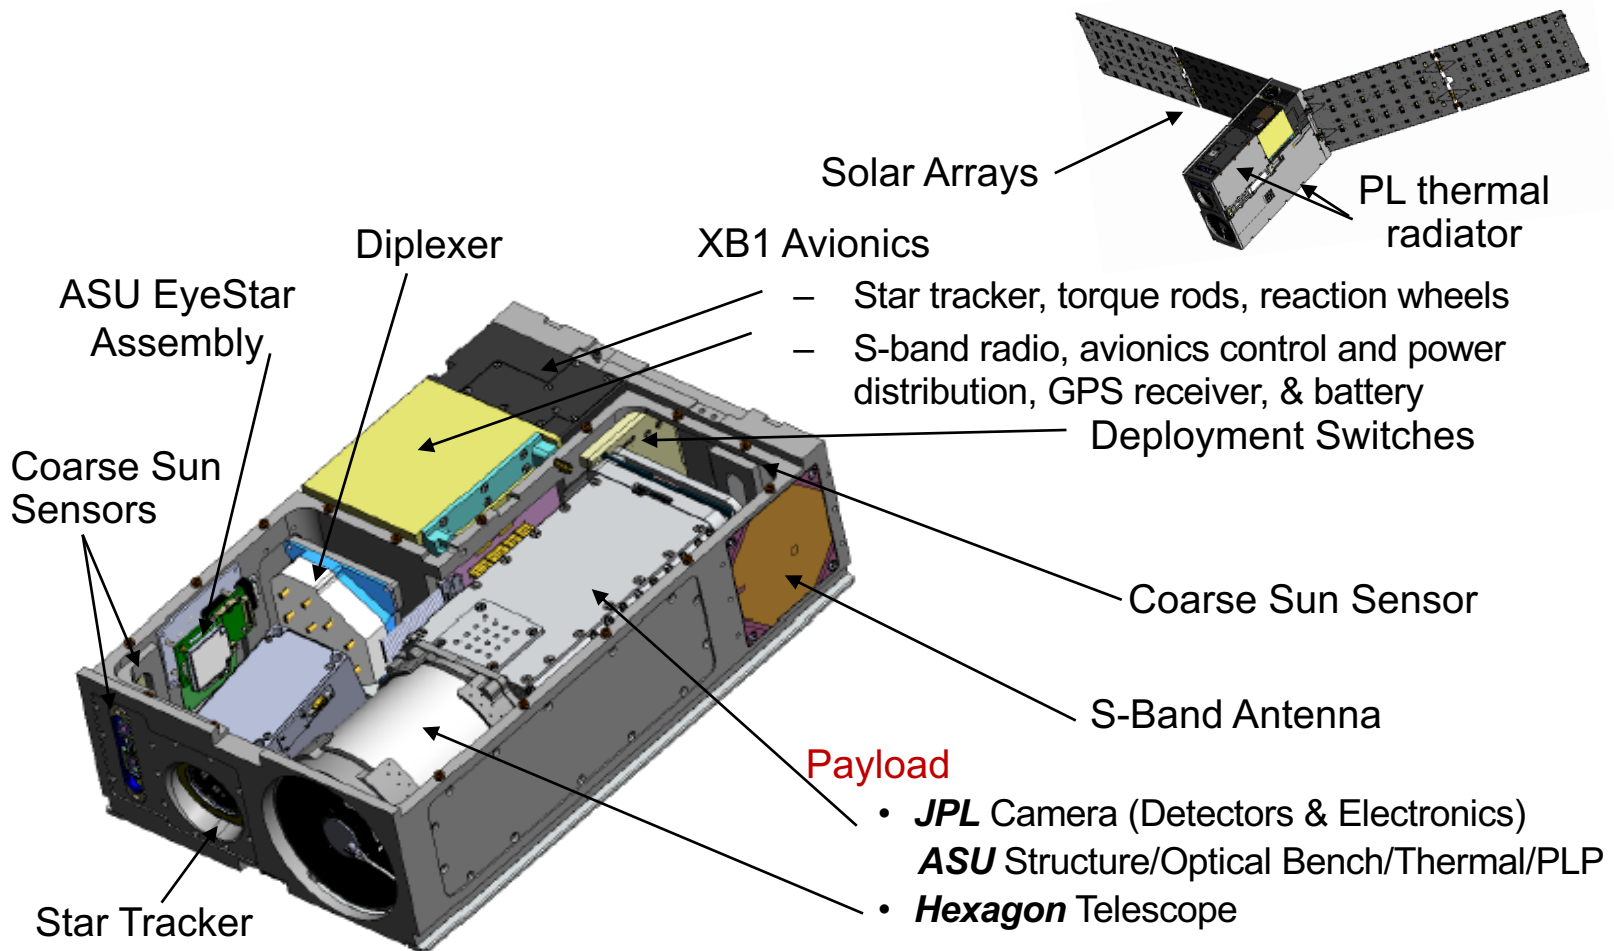 Solar Arrays
PL thermal
radiator
Diplexer
XB1 Avionics
– Star tracker, torque rods, reaction wheels
– S-band radio, avionics control and power
distribution, GPS receiver, & battery
ASU EyeStar
Assembly
Deployment Switches
Coarse Sun
Sensors
Coarse Sun Sensor
S-Band Antenna
Payload
• JPL Camera (Detectors & Electronics)
ASU Structure/Optical Bench/Thermal/PLP
• Hexagon Telescope
Star Tracker